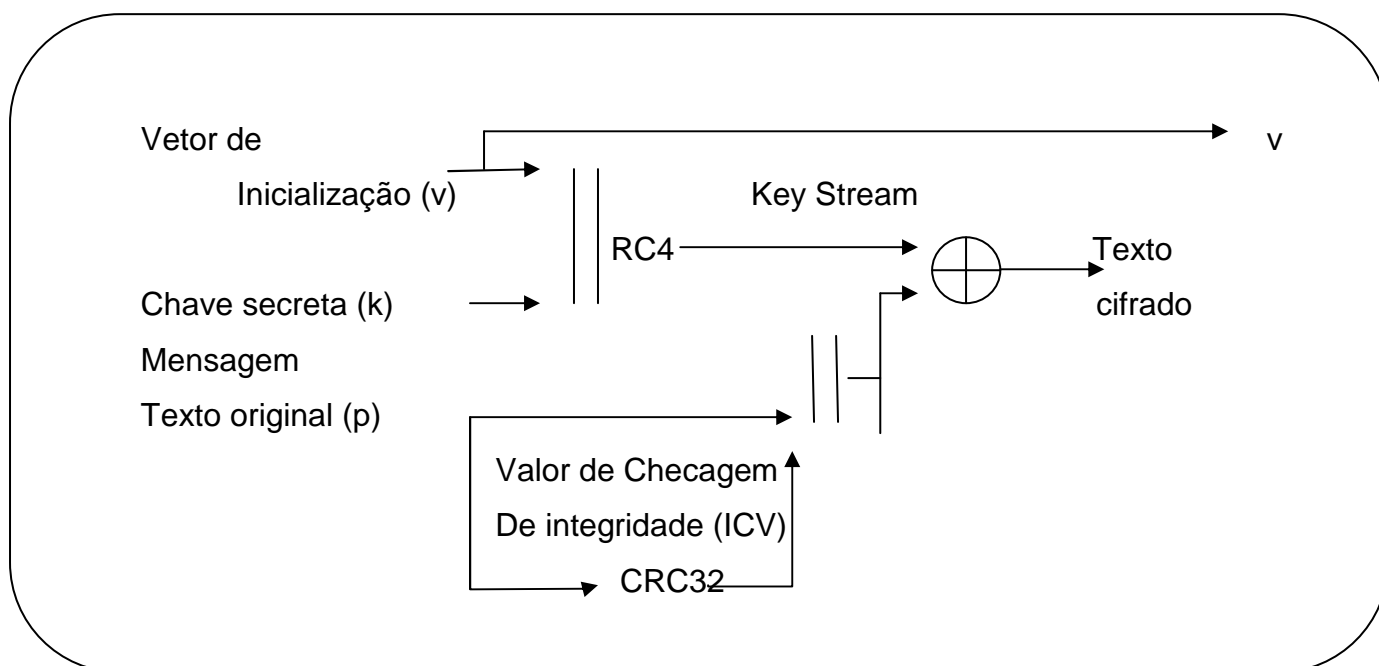 Vetor de
v
Inicialização (v)
Key Stream
RC4
Texto
cifrado
Chave secreta (k)
Mensagem
Texto original (p)
Valor de Checagem
De integridade (ICV)
CRC32